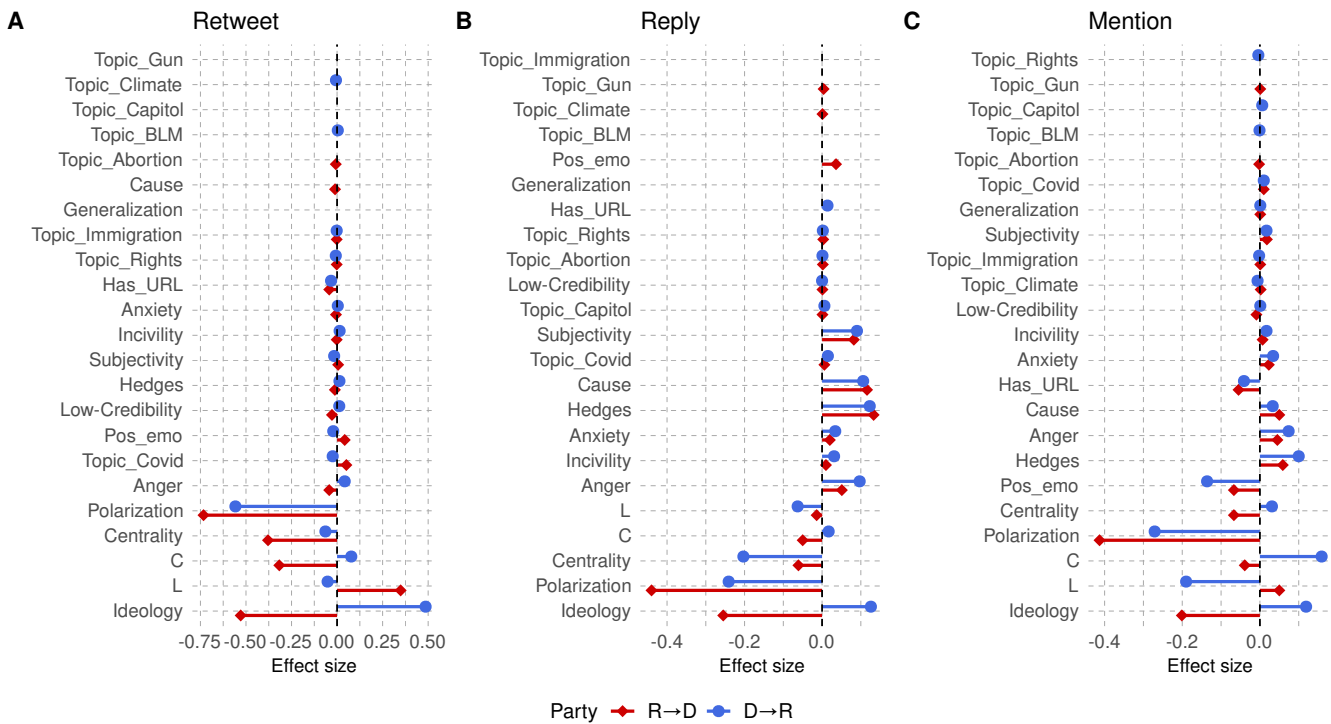 A Retweet
Topic_Gun
Topic_Climate
Topic_Capitol
Topic_BLM
Topic_Abortion
Cause
Generalization
Topic_Immigration
Topic_Rights
Has_URL
Anxiety
Incivility
Subjectivity
Hedges
Low-Credibility
Pos_emo
Topic_Covid
Anger
Polarization
Centrality
C
L
Ideology
-0.75 -0.50 -0.25 0.00 0.25 0.50
Effect size
B Reply
Topic_Immigration
Topic_Gun
Topic_Climate
Topic_BLM
Pos_emo
Generalization
Has_URL
Topic_Rights
Topic_Abortion
Low-Credibility
Topic_Capitol
Subjectivity
Topic_Covid
Cause
Hedges
Anxiety
Incivility
Anger
L
C
Centrality
Polarization
Ideology
-0.4 -0.2 0.0
Effect size
C Mention
Topic_Rights
Topic_Gun
Topic_Capitol
Topic_BLM
Topic_Abortion
Topic_Covid
Generalization
Subjectivity
Topic_Immigration
Topic_Climate
Low-Credibility
Incivility
Anxiety
Has_URL
Cause
Anger
Hedges
Pos_emo
Centrality
Polarization
C
L
Ideology
-0.4 -0.2 0.0
Effect size
Party R→D D→R